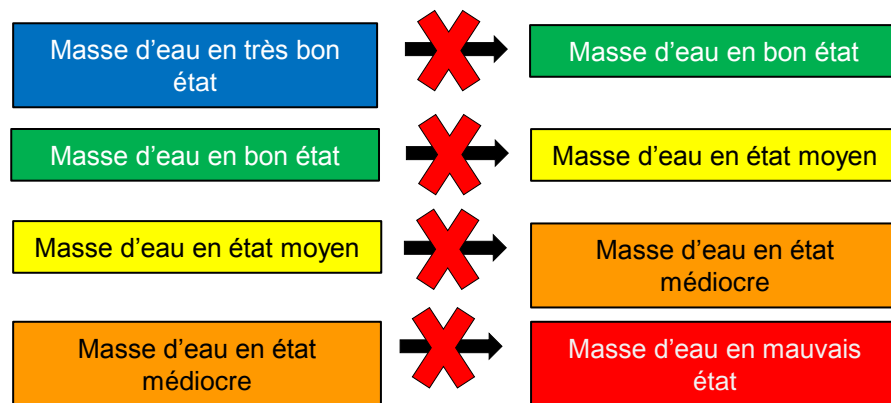 Masse d'eau en très bon
état
Masse d'eau en bon état
Masse d'eau en bon état
Masse d'eau en état moyen
Masse d'eau en état moyen
Masse d'eau en état
médiocre
Masse d'eau en état
médiocre
Masse d'eau en mauvais
état